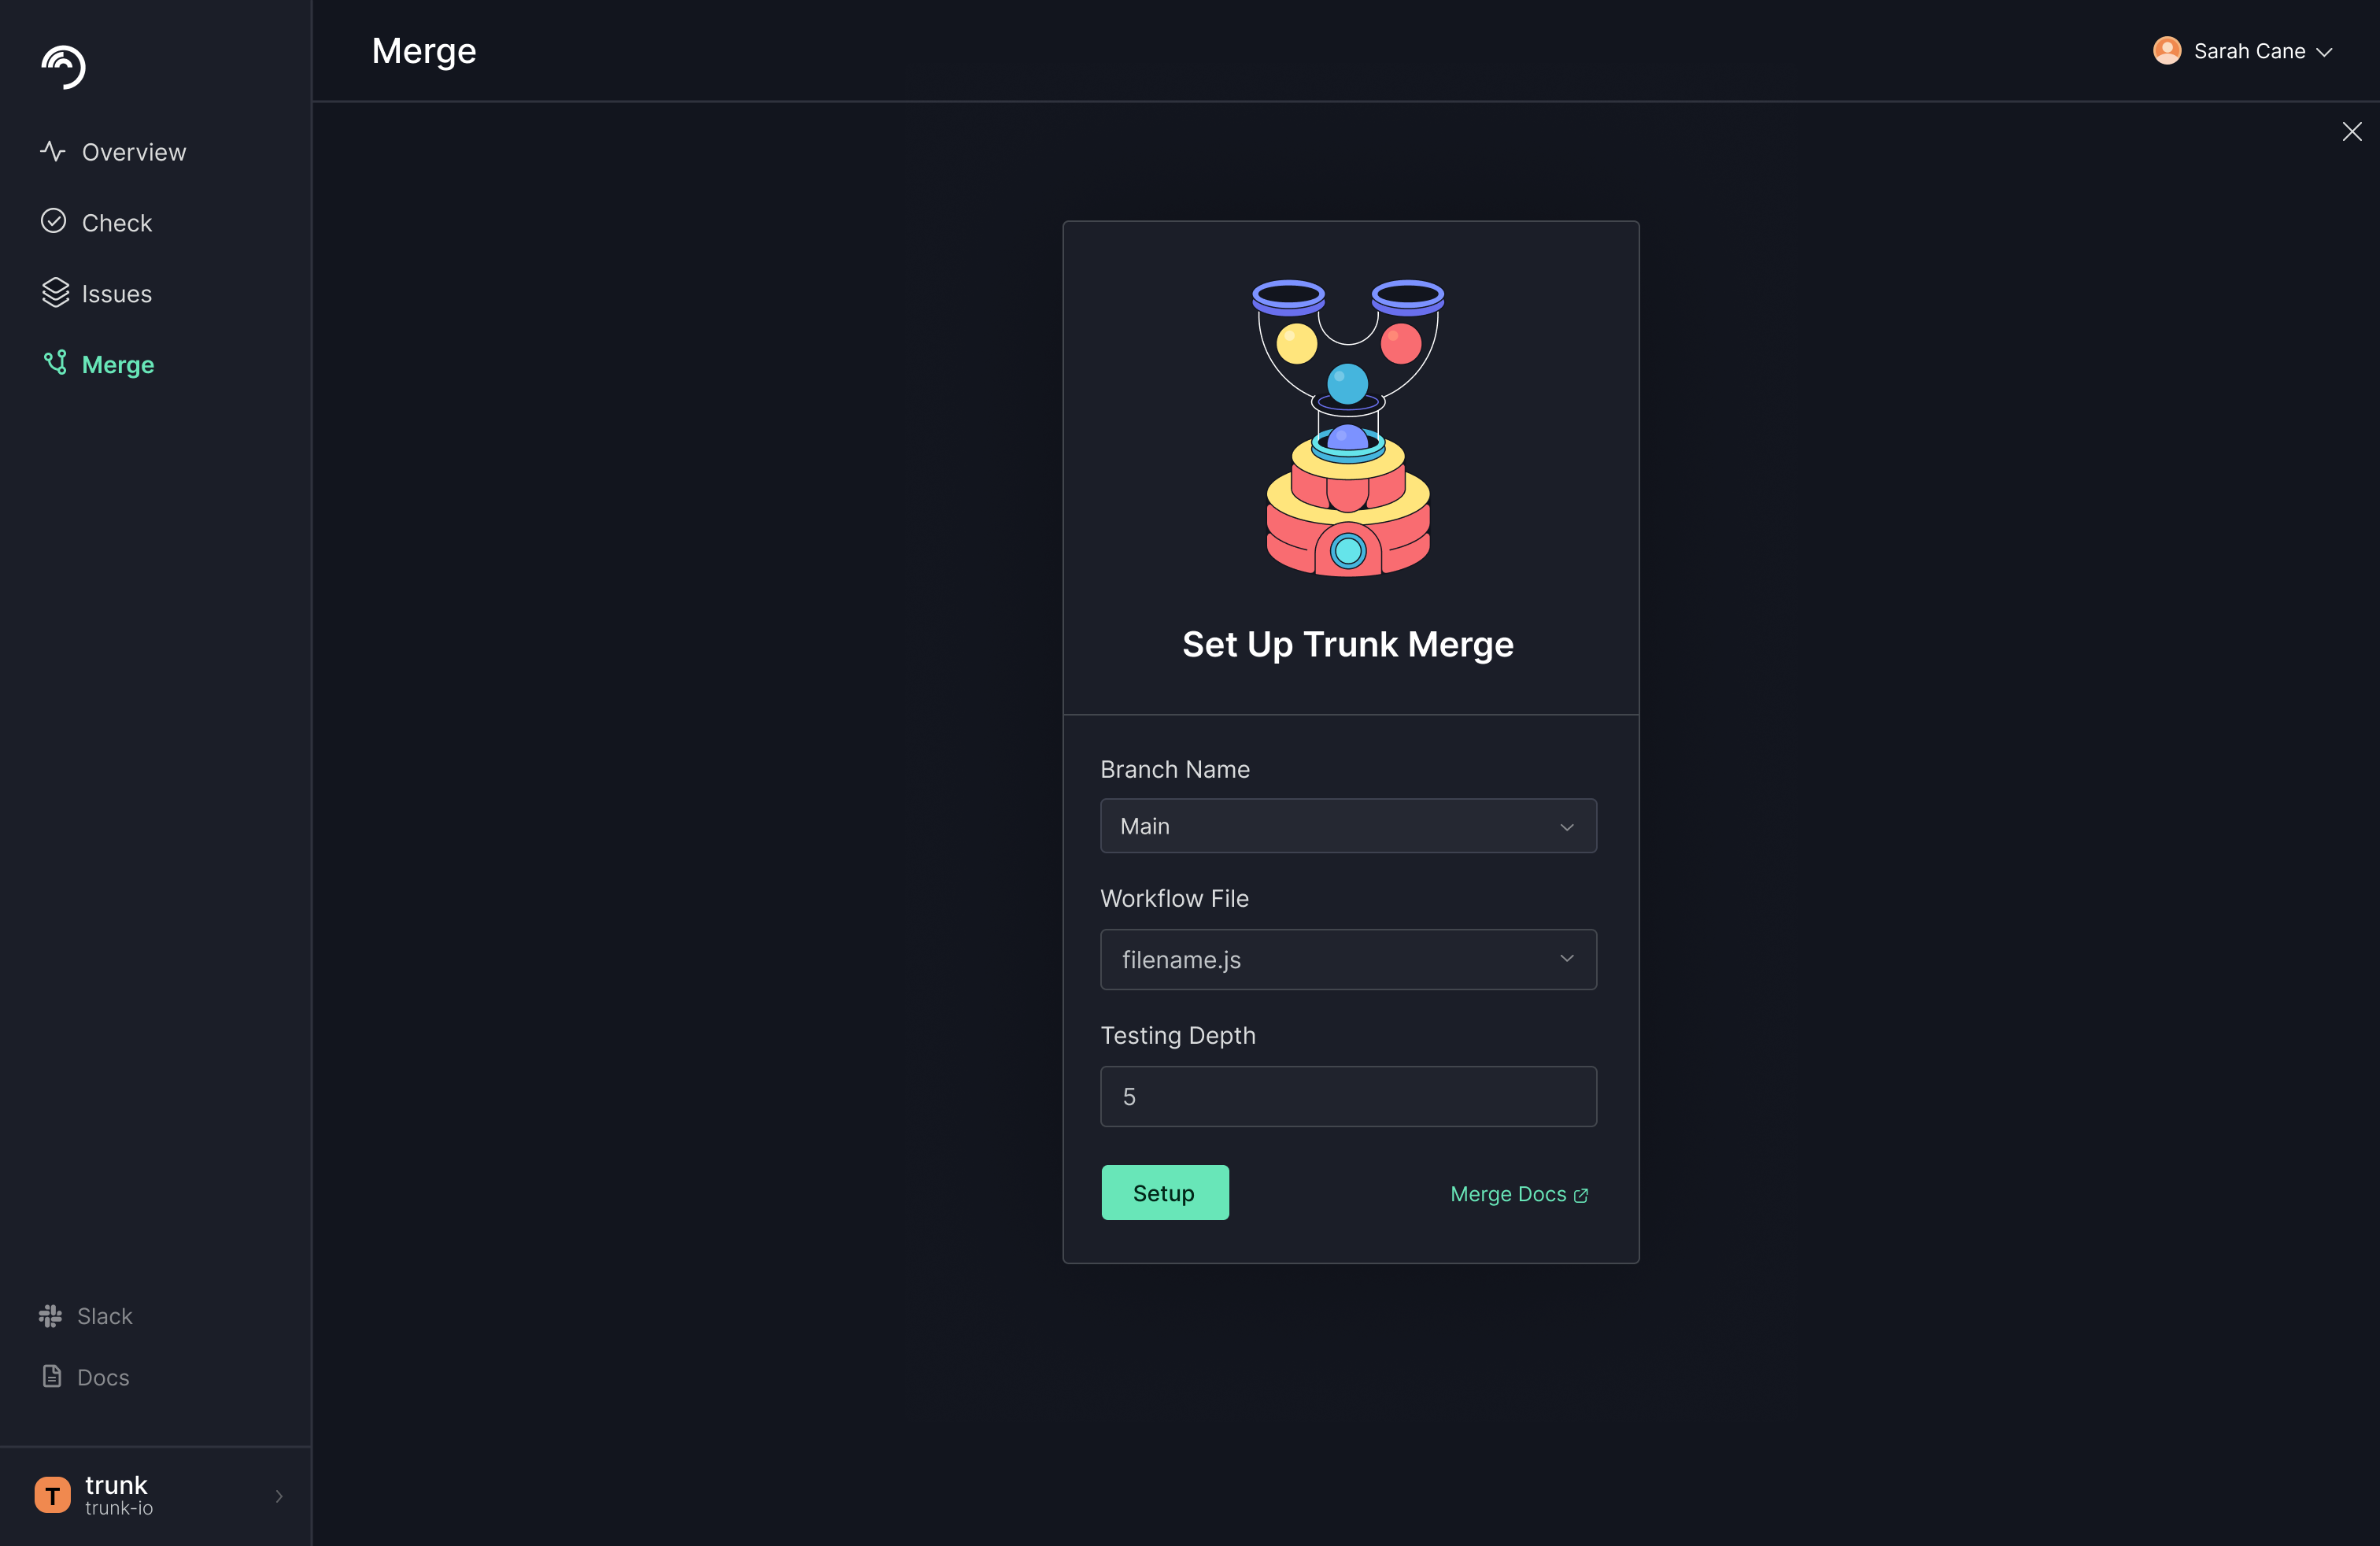 Merge
Sarah Cane
Overview
Check
Issues
Merge
Set Up Trunk Merge
Branch Name
Main
Workflow File
filename.js
Testing Depth
5
Setup
Merge Docs
Slack
Docs
T
trunk
trunk-io